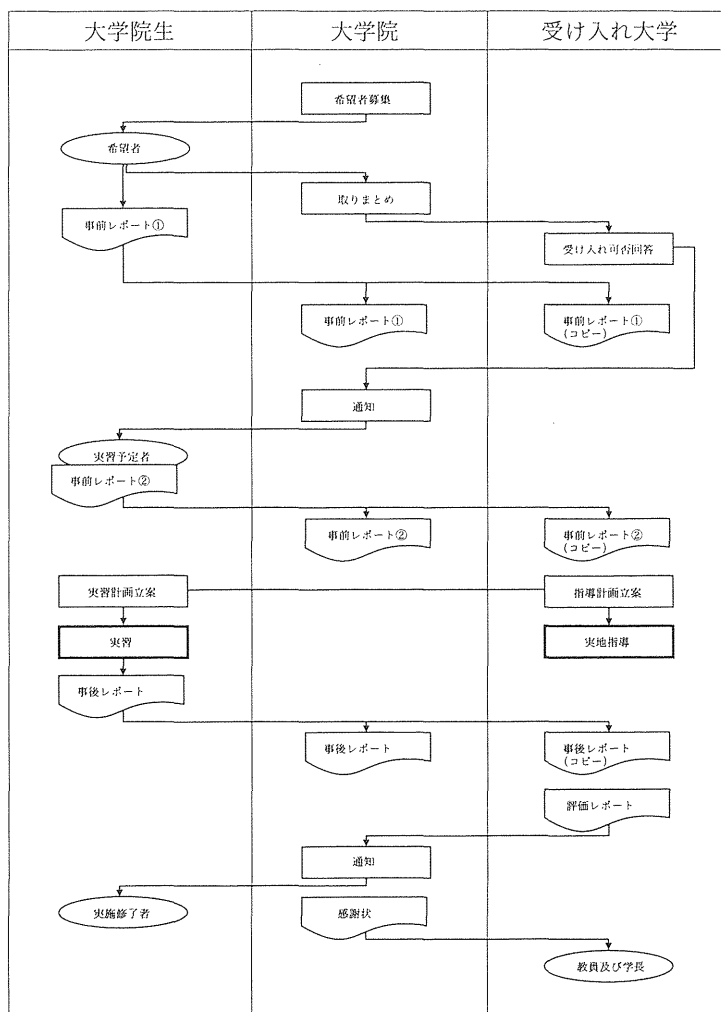 大学院生
大学院
受け入れ大学
希望者募集
希望者
取りまとめ
事前レポート①
受け入れ可否回答
事前レポート①
事前レポート①
(コピー)
通知
実習予定者
事前レポート②
事前レポート②
事前レポート②
(コピー)
実習計画立案
指導計画立案
実習
実地指導
事後レポート
事後レポート
事後レポート
(コピー)
評価レポート
通知
実施修了者
感謝状
教員及び学長